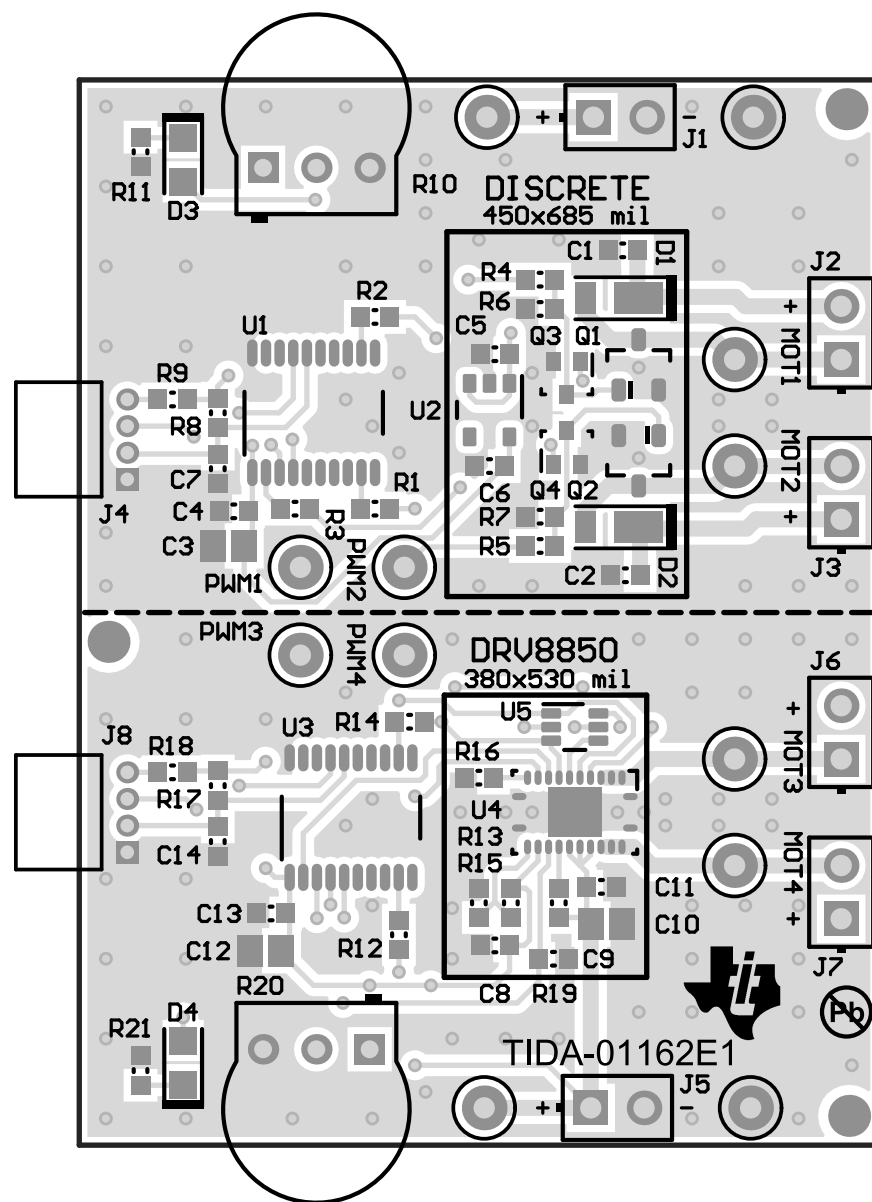 +
-
J1
R11
D3
R10
DISCRETE
450x685 mil
C1
D1
J2
R4
R6
R2
C5
Q3
Q1
+
MOT1
U1
R9
R8
U2
MOT2
+
C7
C6
Q4
Q2
J4
C4
R3
R1
R7
C3
R5
J3
PWM1
PWM2
C2
D2
PWM3
PWM4
DRV8850
380x530 mil
J6
J8
U3
R14
U5
+
MOT3
R18
R16
R17
U4
R13
C14
R15
MOT4
+
C13
C11
C12
R12
C10
R20
C9
J7
C8
R19
D4
R21
Pb
TIDA-01162E1
J5
+
-